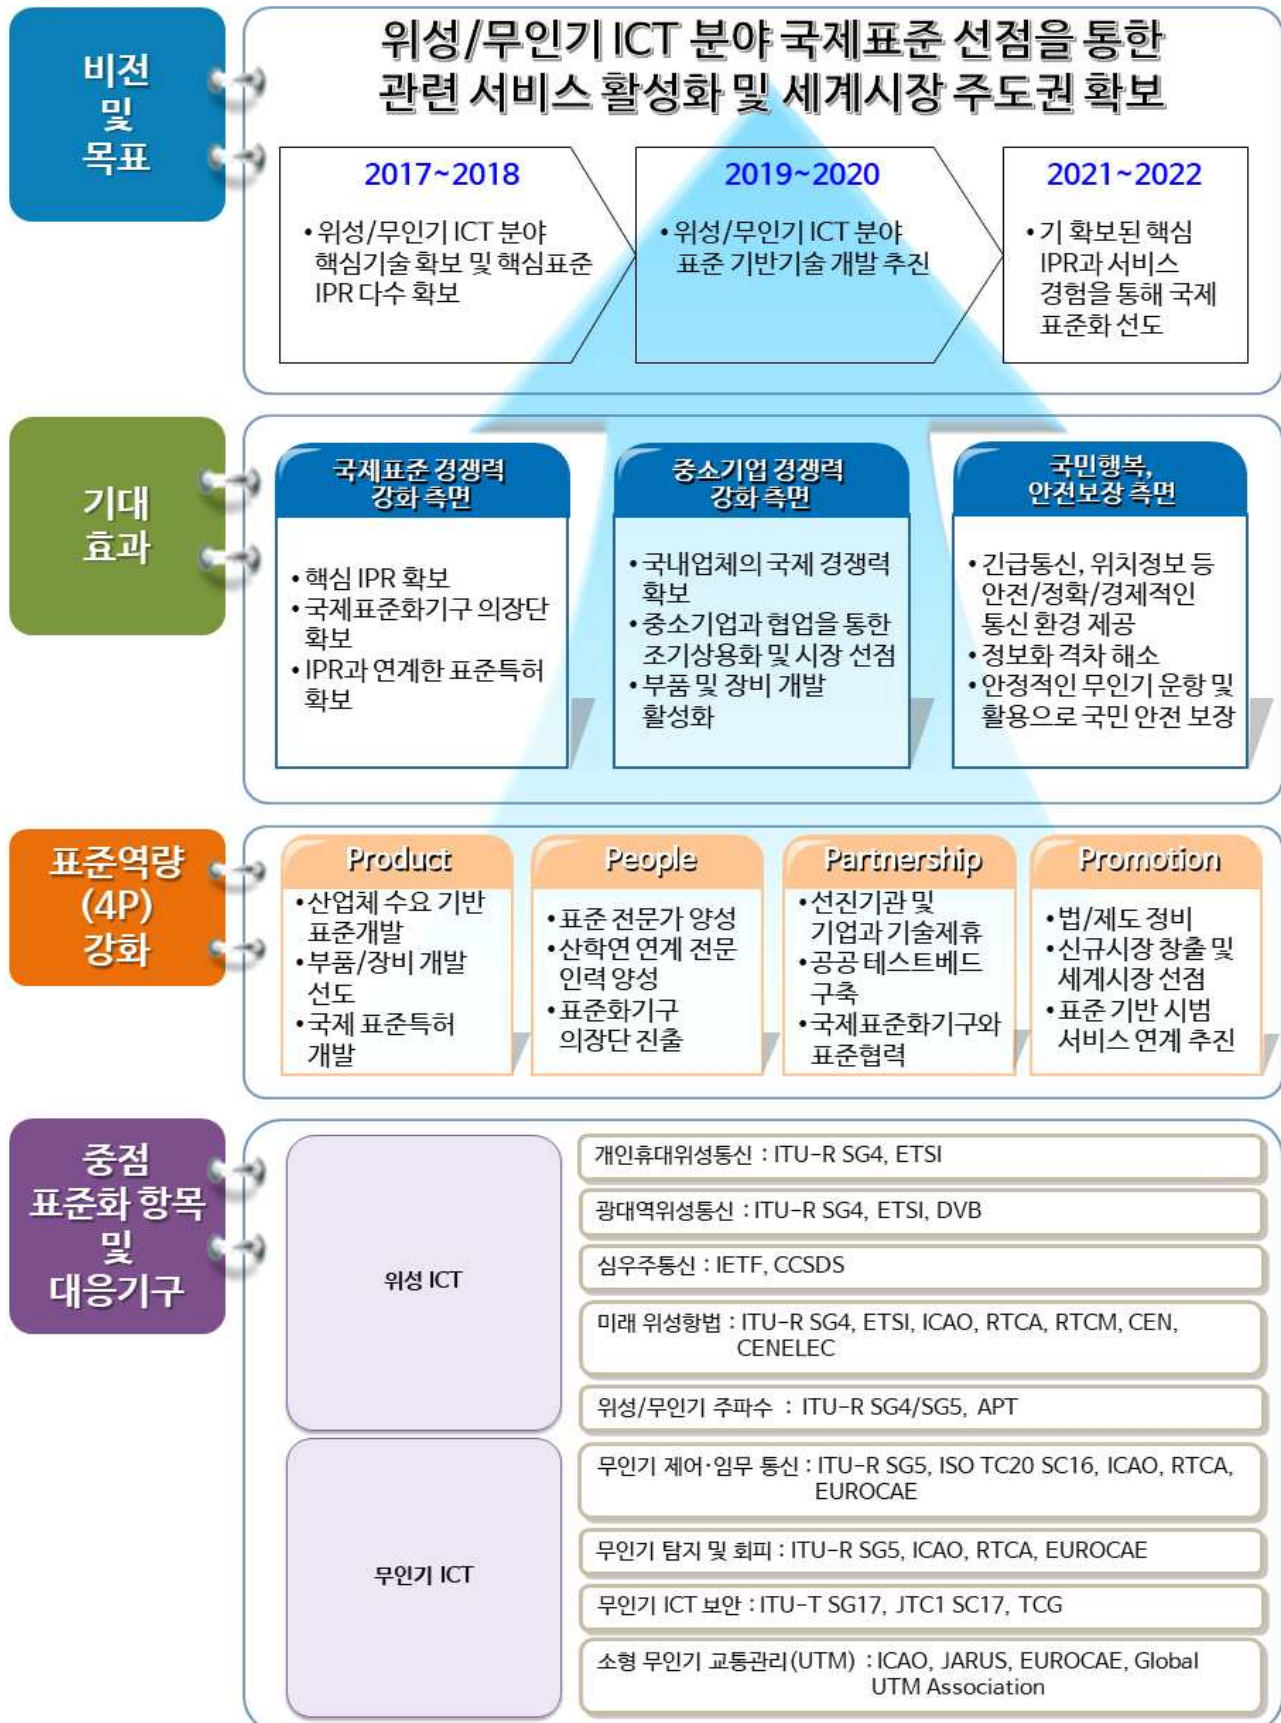 비전
및
목표
위성/무인기 ICT 분야 국제표준 선점을 통한
관련 서비스 활성화 및 세계시장 주도권 확보
2017~2018
• 위성/무인기 ICT 분야
핵심기술 확보 및 핵심표준
IPR 다수 확보
2019~2020
• 위성/무인기 ICT 분야
표준 기반기술 개발 추진
2021~2022
• 기 확보된 핵심
IPR과 서비스
경험을 통해 국제
표준화 선도
기대
효과
국제표준 경쟁력
강화 측면
• 핵심 IPR 확보
• 국제표준화기구 의장단
확보
• IPR과 연계한 표준특허
확보
중소기업 경쟁력
강화 측면
• 국내업체의 국제 경쟁력
확보
• 중소기업과 협업을 통한
조기상용화 및 시장 선점
• 부품 및 장비 개발
활성화
국민행복,
안전보장 측면
• 긴급통신, 위치정보 등
안전/정확/경제적인
통신 환경 제공
• 정보화 격차 해소
• 안정적인 무인기 운항 및
활용으로 국민 안전 보장
표준역량
(4P)
강화
Product
• 산업체 수요 기반
표준개발
• 부품/장비 개발
선도
• 국제 표준특허
개발
People
• 표준 전문가 양성
• 산학연 연계 전문
인력 양성
• 표준화기구
의장단 진출
Partnership
• 선진기관 및
기업과 기술제휴
• 공공 테스트베드
구축
• 국제표준화기구와
표준협력
Promotion
• 법/제도 정비
• 신규시장 창출 및
세계시장 선점
• 표준 기반 시범
서비스 연계 추진
중점
표준화 항목
및
대응기구
위성 ICT
개인휴대위성통신 : ITU-R SG4, ETSI
광대역위성통신 : ITU-R SG4, ETSI, DVB
심우주통신 : IETF, CCSDS
미래 위성항법 : ITU-R SG4, ETSI, ICAO, RTCA, RTCM, CEN,
CENELEC
위성/무인기 주파수 : ITU-R SG4/SG5, APT
무인기 ICT
무인기 제어·임무 통신 : ITU-R SG5, ISO TC20 SC16, ICAO, RTCA,
EUROCAE
무인기 탐지 및 회피 : ITU-R SG5, ICAO, RTCA, EUROCAE
무인기 ICT 보안 : ITU-T SG17, JTC1 SC17, TCG
소형 무인기 교통관리(UTM) : ICAO, JARUS, EUROCAE, Global
UTM Association